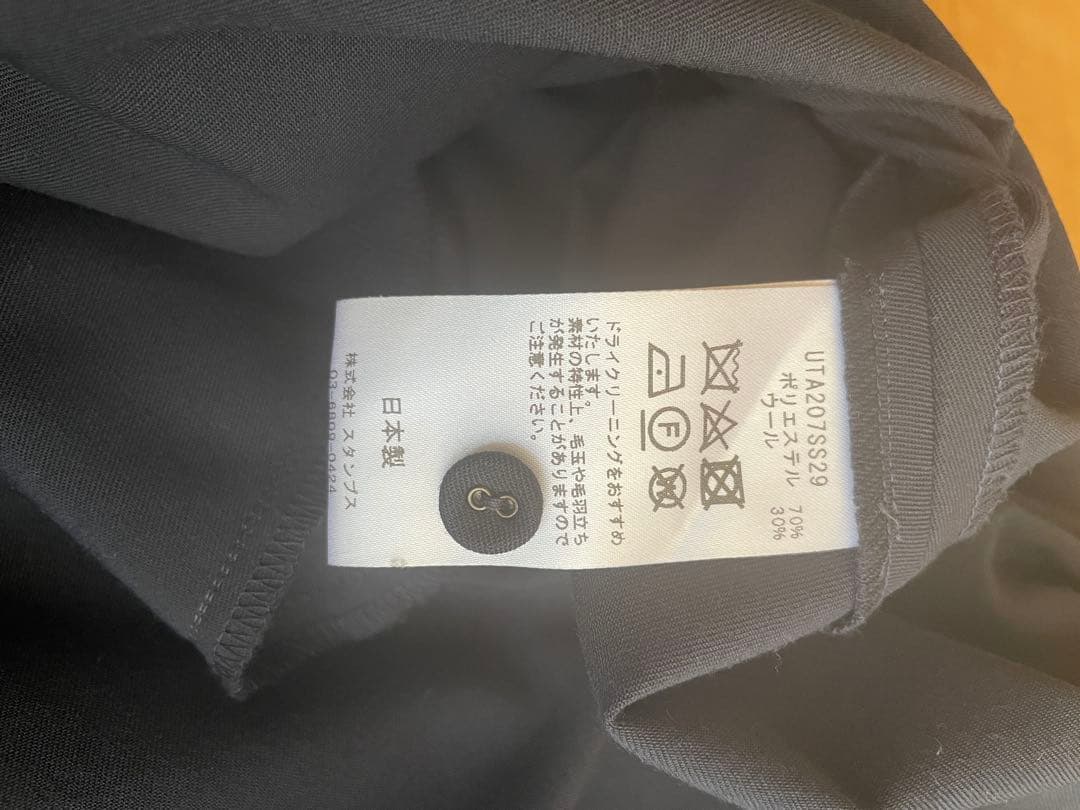 UTA207SS29
ポリエステル 70%
ウール 30%
F
ドライクリーニングをおすすめ
いたします。
素材の特性上、毛玉や毛羽立ち
が発生することがありますので
ご注意ください。
日本製
株式会社 スタンプス
03-6809-0424